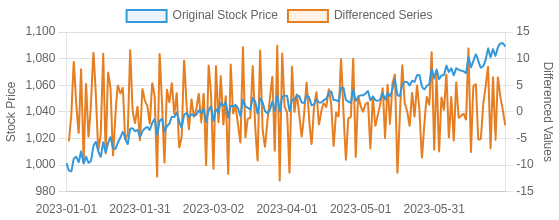 Original Stock Price Differenced Series
1,100 15
1,080 10
1,060 5
1,040 0
1,020 -5
1,000 -10
980 -15
Stock Price
Differenced Values
2023-01-01 2023-01-31 2023-03-02 2023-04-01 2023-05-01 2023-05-31